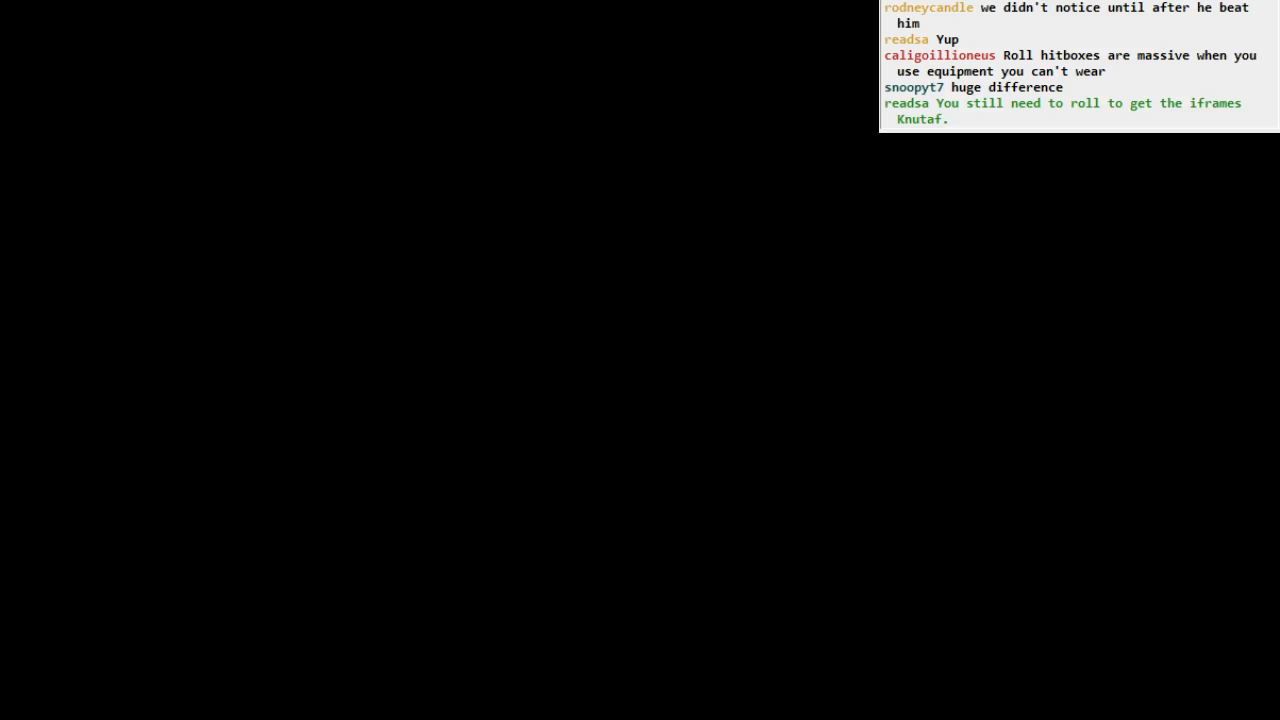 rodneycandle we didn't notice until after he beat
him
readsa Yup
caligoillioneus Roll hitboxes are massive when you
use equipment you can't wear
snoopyt7 huge difference
readsa You still need to roll to get the iframes
Knutaf.